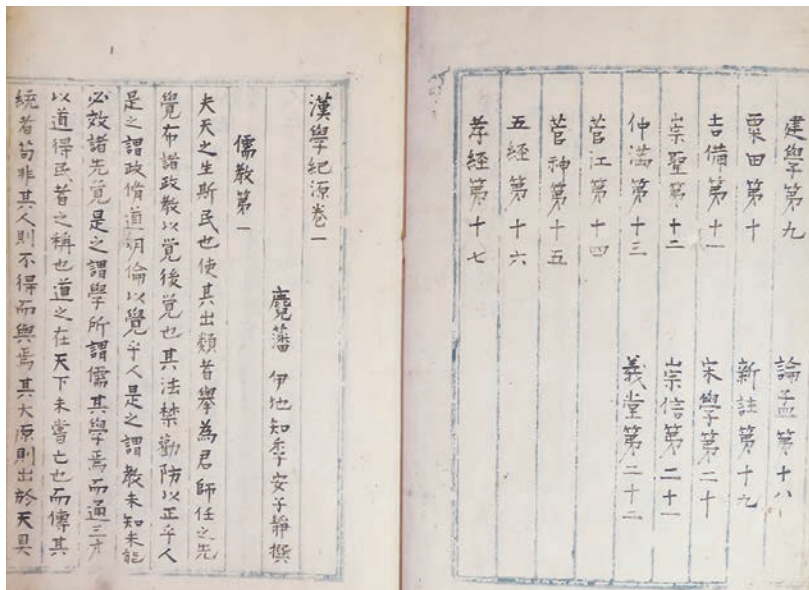 建學第九
粟田第十
吉備第十一
崇聖第十二
仲満第十三
菅江第十四
菅神第十五
五経第十六
孝経第十七
論孟第十八
新註第十九
宋學第二十
崇信第二十一
義堂第二十二
漢學紀源卷一
麑藩 伊地知季安子靜撰
儒教第一
夫天之生斯民也使其出類者擧為君師任之先
覺布諸政教以覺後覚也其法禁勸防以正乎人
是之謂政脩道明倫以覺乎人是之謂教未知未能
必效諸先覚是之謂學所謂儒其學焉而通三才
以道得民者之稱也道之在天下未嘗亡也而傳其
統者苟非其人則不得而與焉其大原則出於天具